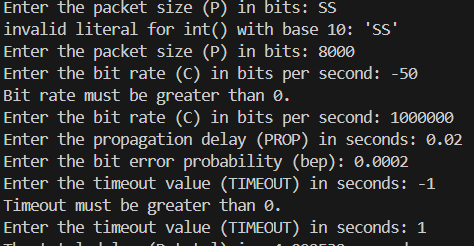 Enter the packet size (P) in bits: SS
invalid literal for int() with base 10: 'SS'
Enter the packet size (P) in bits: 8000
Enter the bit rate (C) in bits per second: -50
Bit rate must be greater than 0.
Enter the bit rate (C) in bits per second: 1000000
Enter the propagation delay (PROP) in seconds: 0.02
Enter the bit error probability (bep): 0.0002
Enter the timeout value (TIMEOUT) in seconds: -1
Timeout must be greater than 0.
Enter the timeout value (TIMEOUT) in seconds: 1